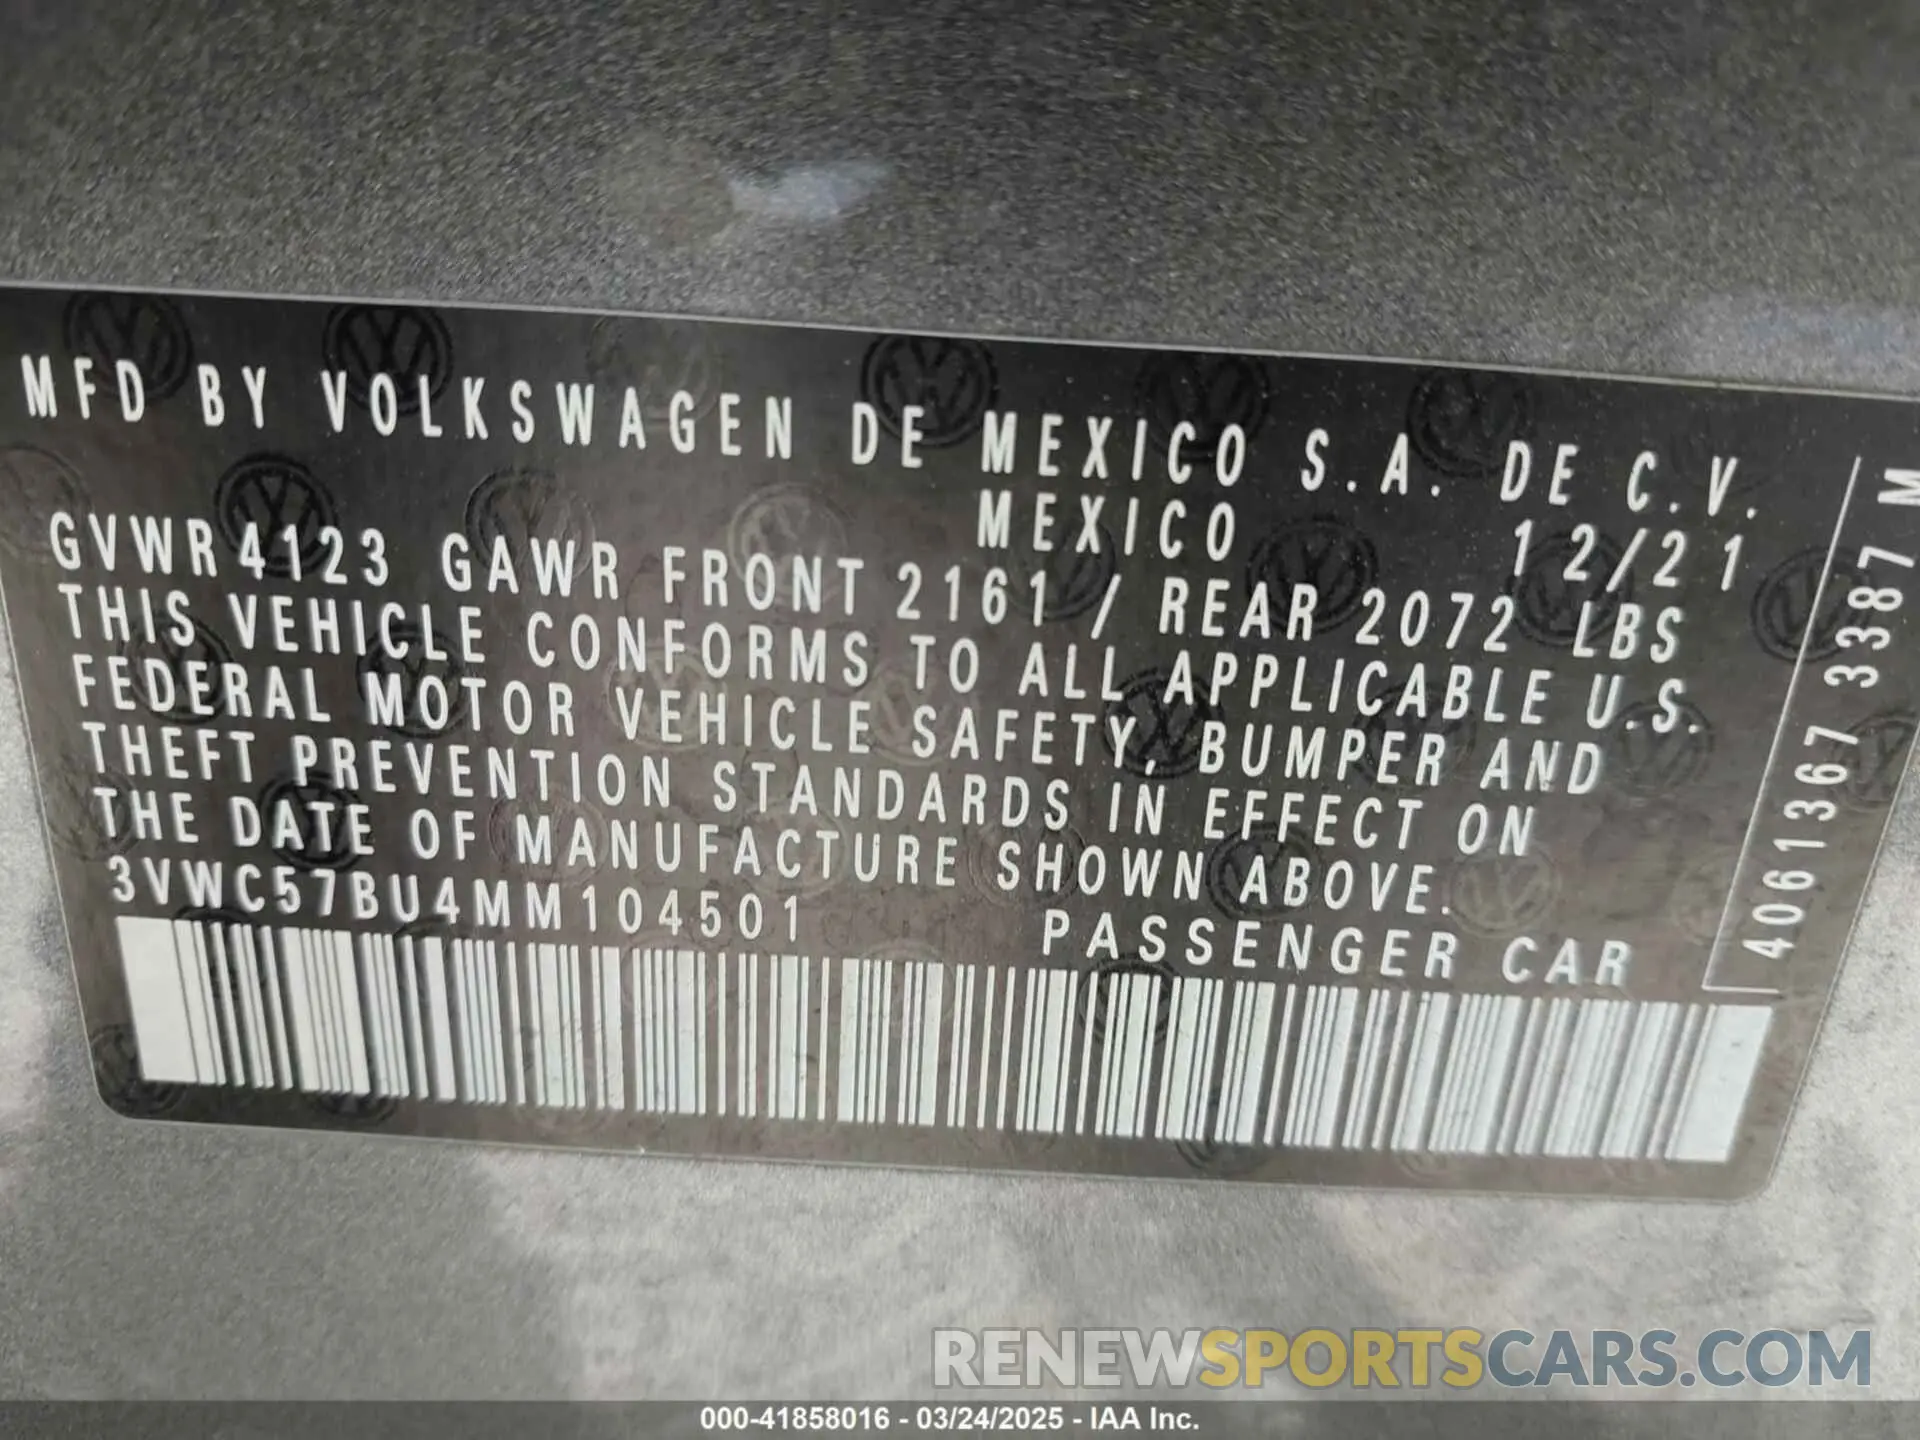 MFD BY VOLKSWAGEN DE MEXICO S.A. DE C.V.
MEXICO 12/21
GVWR 4123 GAWR FRONT 2161 / REAR 2072 LBS
THIS VEHICLE CONFORMS TO ALL APPLICABLE U.S.
FEDERAL MOTOR VEHICLE SAFETY, BUMPER AND
THEFT PREVENTION STANDARDS IN EFFECT ON
THE DATE OF MANUFACTURE SHOWN ABOVE.
3VWC57BU4MM104501 PASSENGER CAR
4061367 3387 M
RENEWSPORTSCARS.COM
000-41858016 - 03/24/2025 - IAA Inc.